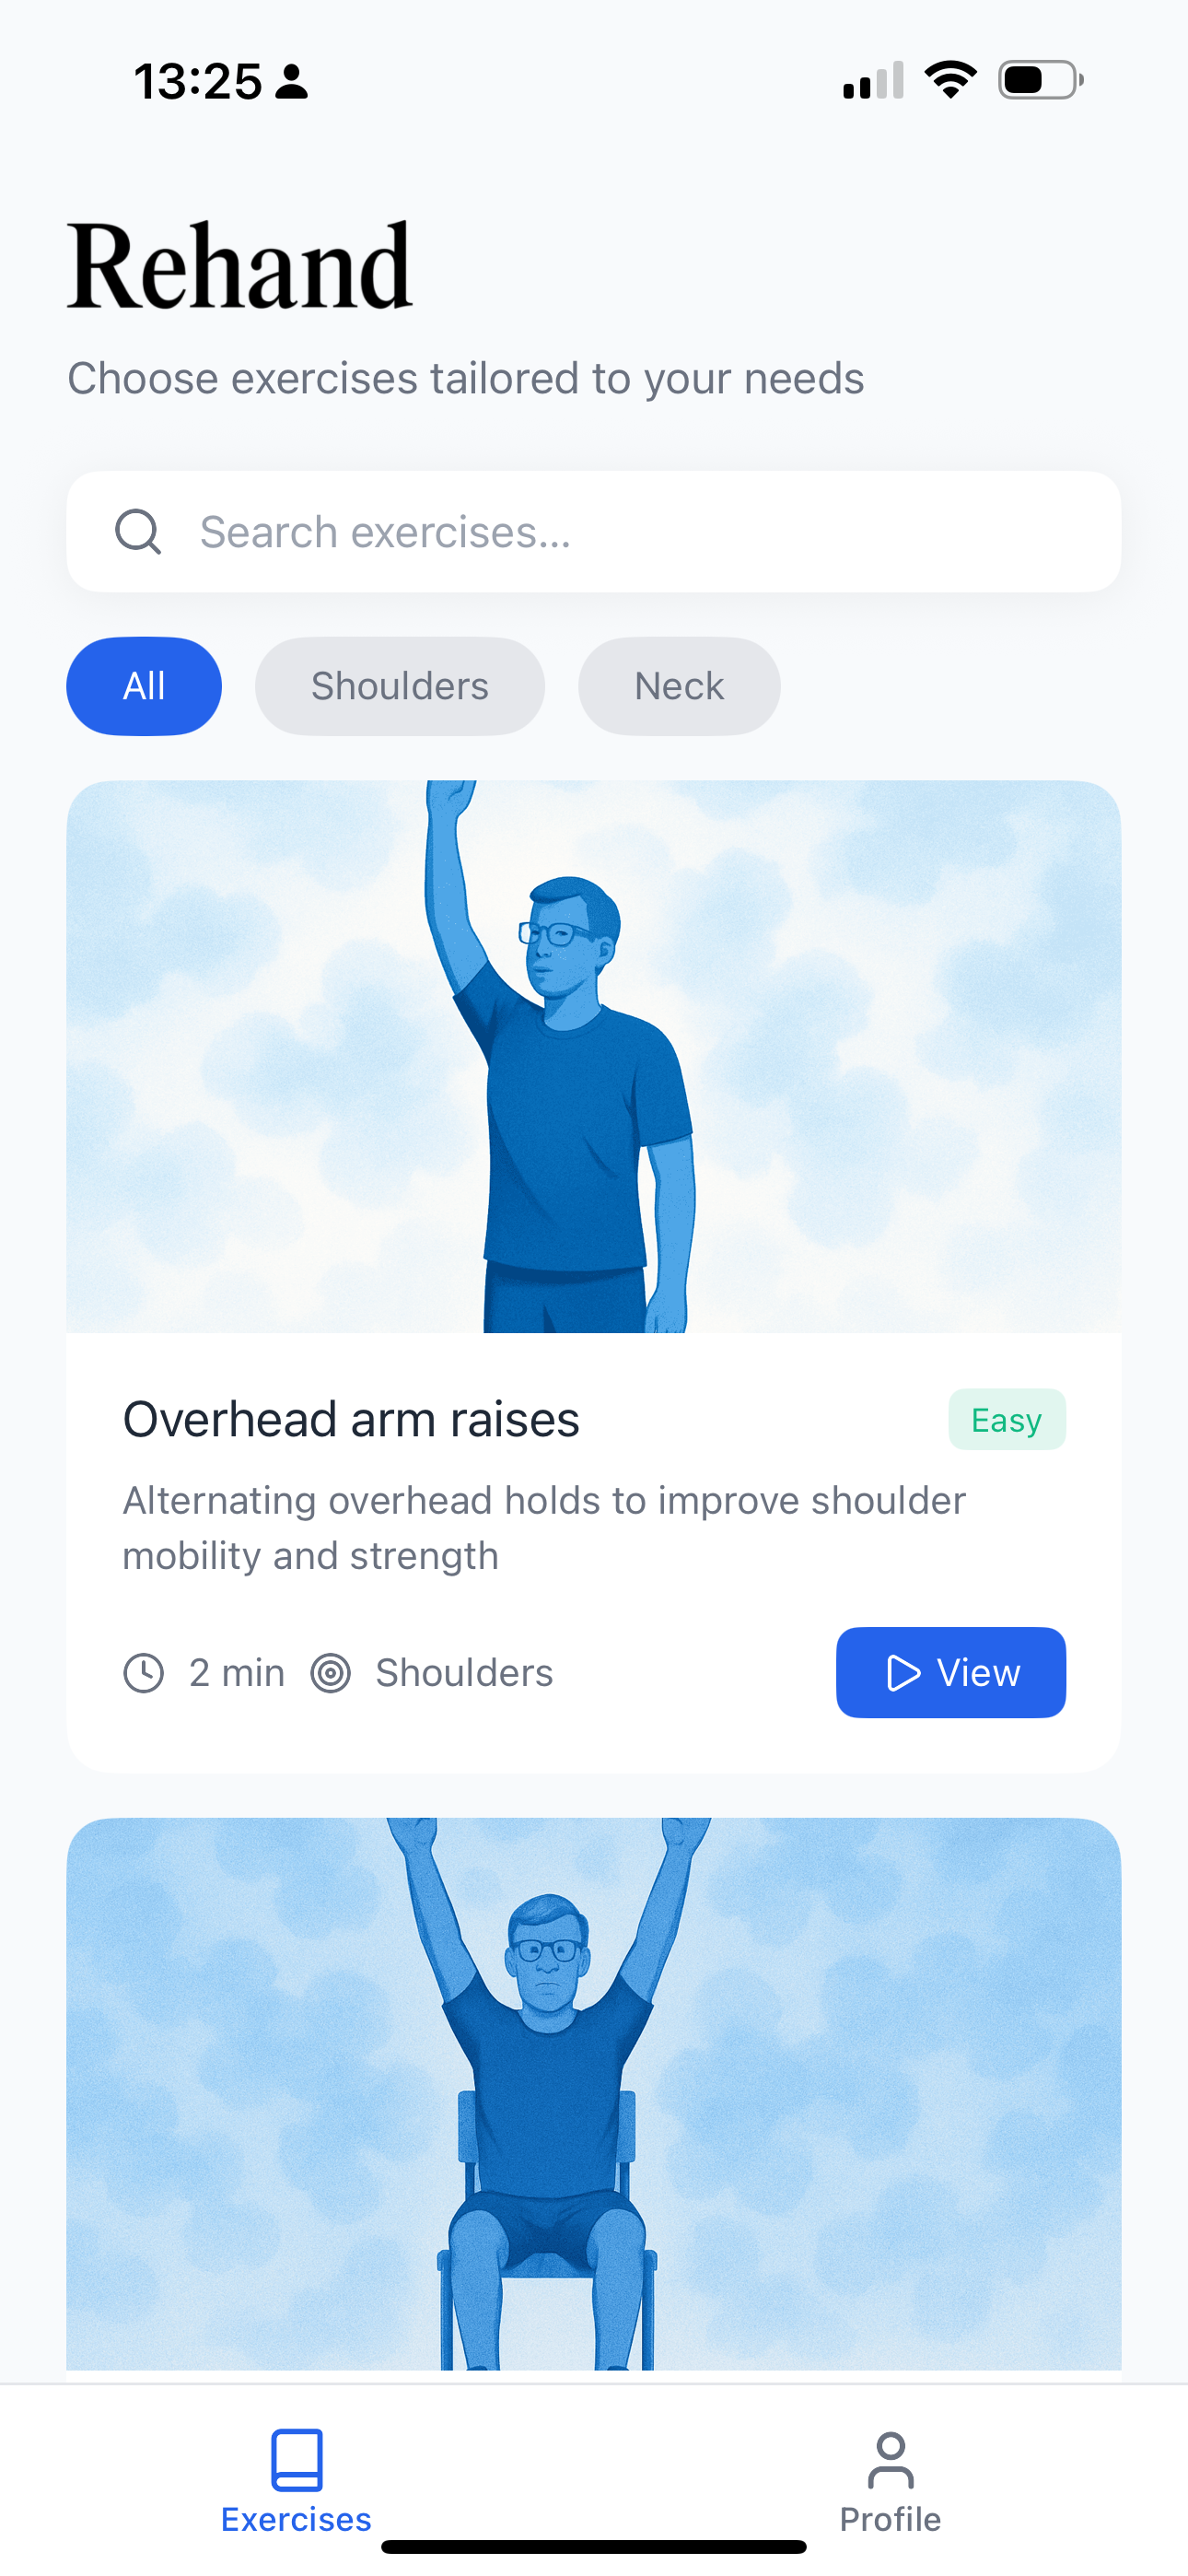 13:25
Rehand
Choose exercises tailored to your needs
Search exercises...
All
Shoulders
Neck
Overhead arm raises
Easy
Alternating overhead holds to improve shoulder
mobility and strength
2 min
Shoulders
View
Exercises
Profile